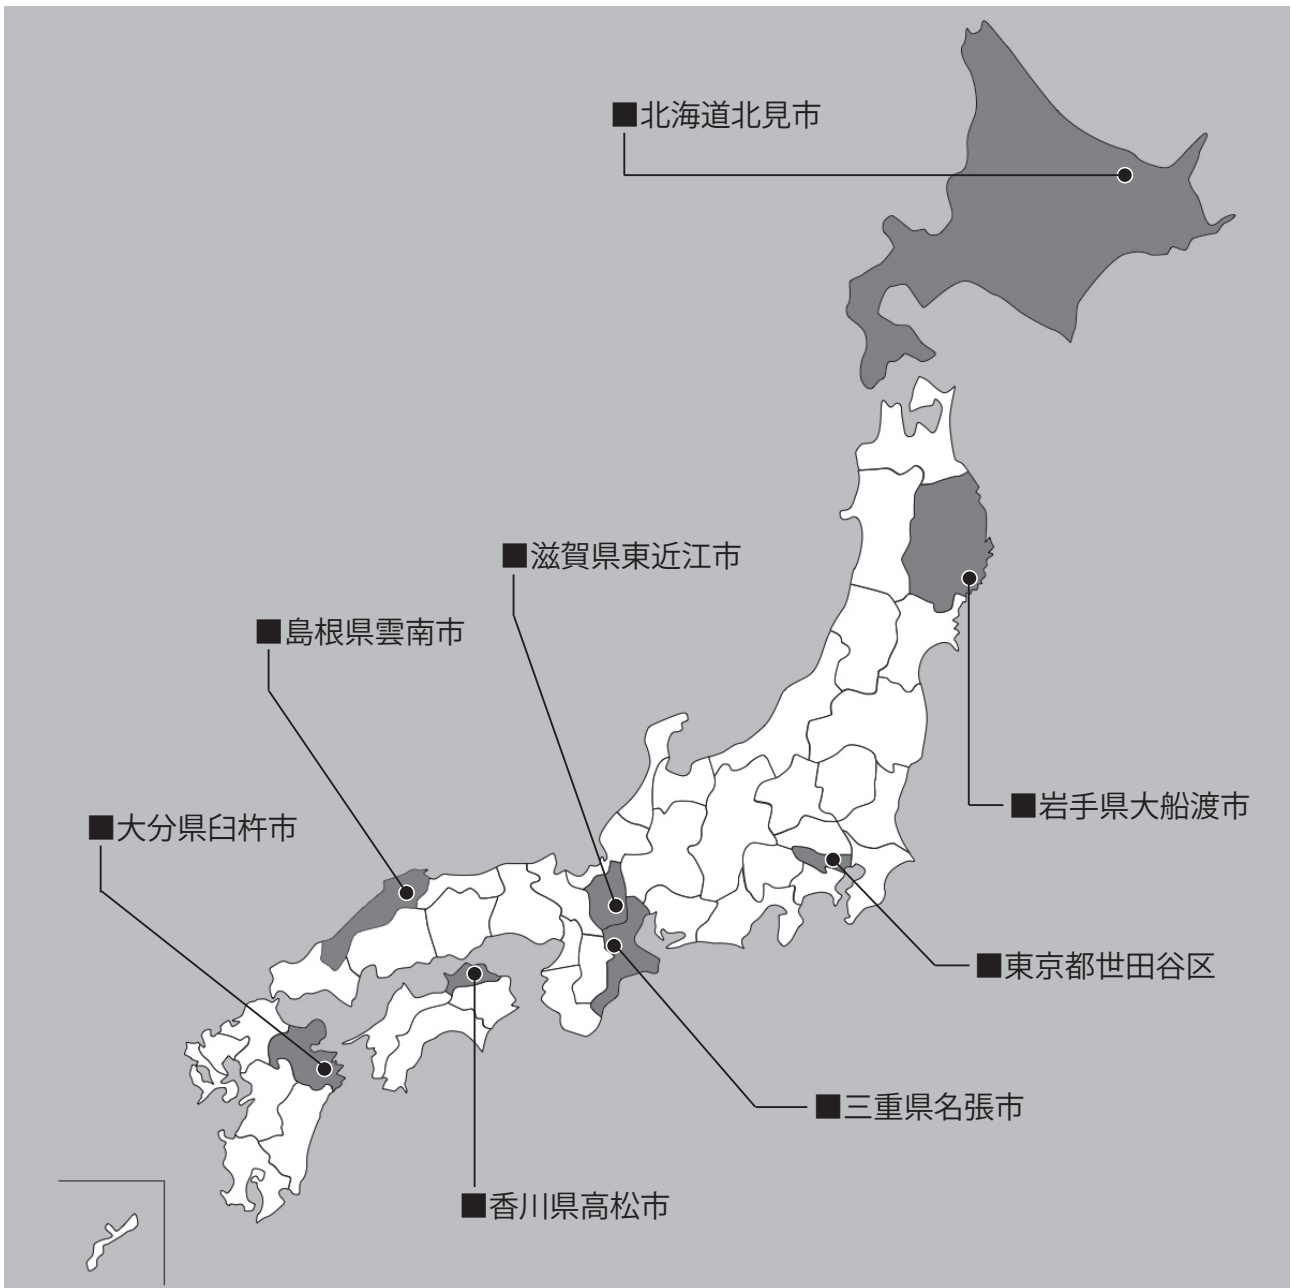 ■北海道北見市
■滋賀県東近江市
■島根県雲南市
■岩手県大船渡市
■大分県臼杵市
■東京都世田谷区
■三重県名張市
■香川県高松市